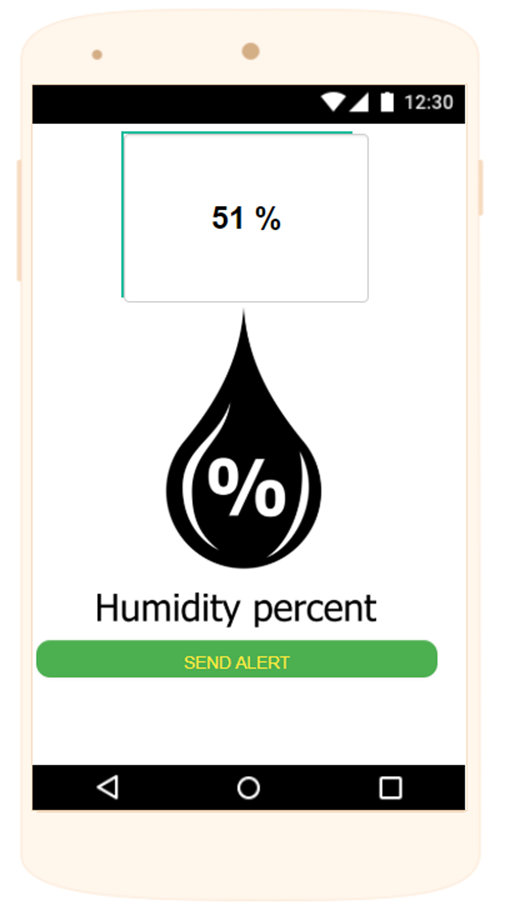 12:30
51 %
%
Humidity percent
SEND ALERT